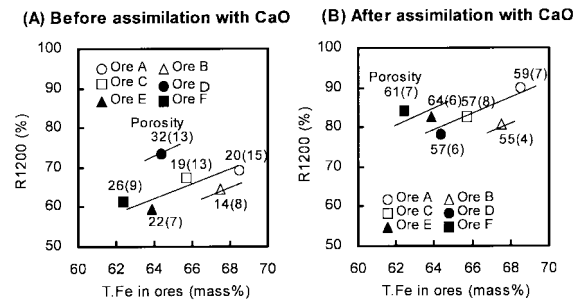 (A) Before assimilation with CaO
R1200 (%)
100
90
80
70
60
50
Ore A Ore B
Ore C Ore D
Ore E Ore F
Porosity
32(13)
19(13)
20(15)
26(9)
22(7)
14(8)
60 62 64 66 68 70
T.Fe in ores (mass%)
(B) After assimilation with CaO
R1200 (%)
100
90
80
70
60
50
Porosity
59(7)
61(7)
64(6)
57(8)
57(6)
55(4)
Ore A Ore B
Ore C Ore D
Ore E Ore F
60 62 64 66 68 70
T.Fe in ores (mass%)